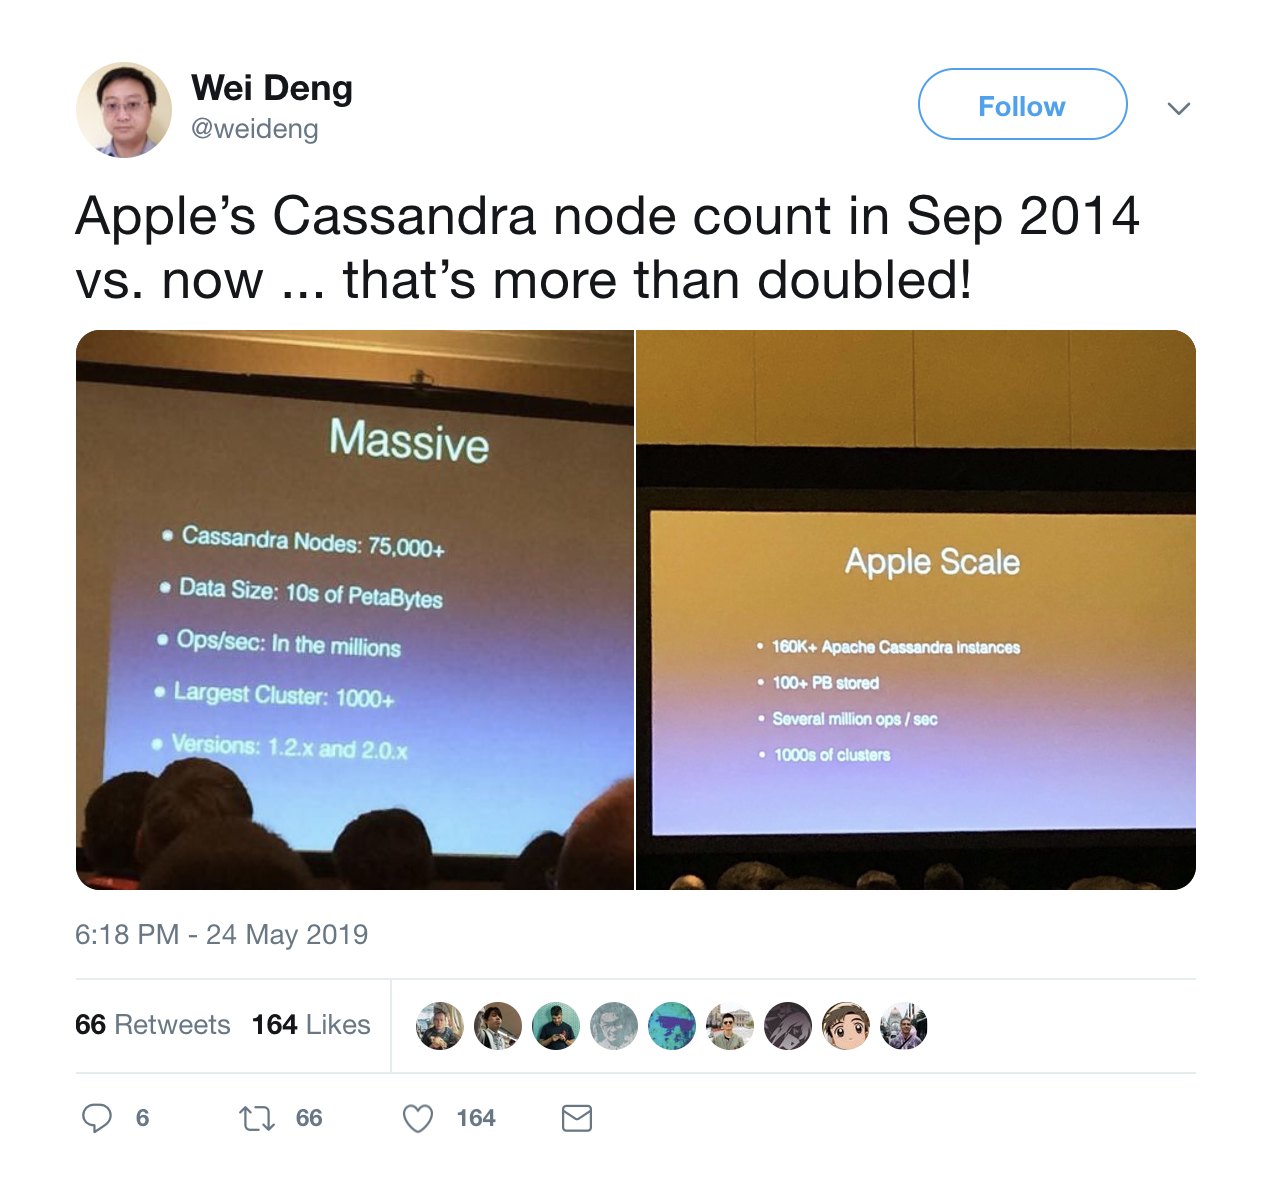 Wei Deng
@weideng
Follow
Apple’s Cassandra node count in Sep 2014
vs. now ... that’s more than doubled!
Massive
• Cassandra Nodes: 75,000+
• Data Size: 10s of PetaBytes
• Ops/sec: In the millions
• Largest Cluster: 1000+
• Versions: 1.2.x and 2.0.x
Apple Scale
• 160K+ Apache Cassandra instances
• 100+ PB stored
• Several million ops / sec
• 1000s of clusters
6:18 PM - 24 May 2019
66 Retweets 164 Likes
6 66 164